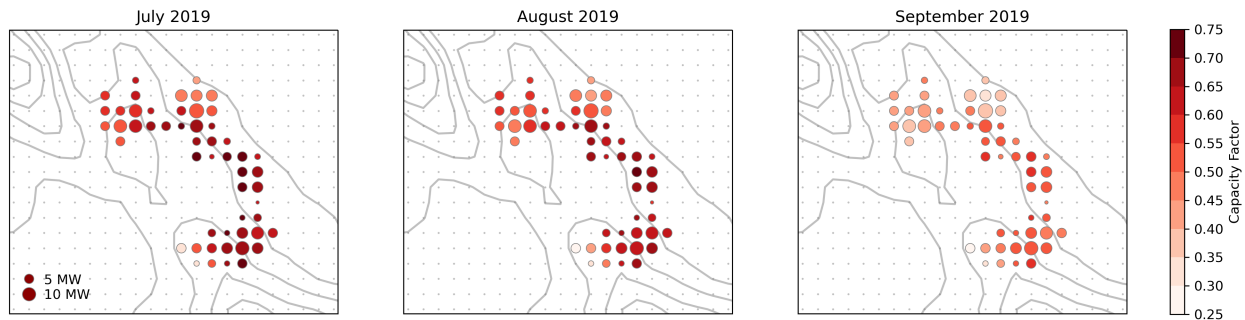 July 2019
August 2019
September 2019
5 MW
10 MW
0.75
0.70
0.65
0.60
0.55
0.50
0.45
0.40
0.35
0.30
0.25
Capacity Factor